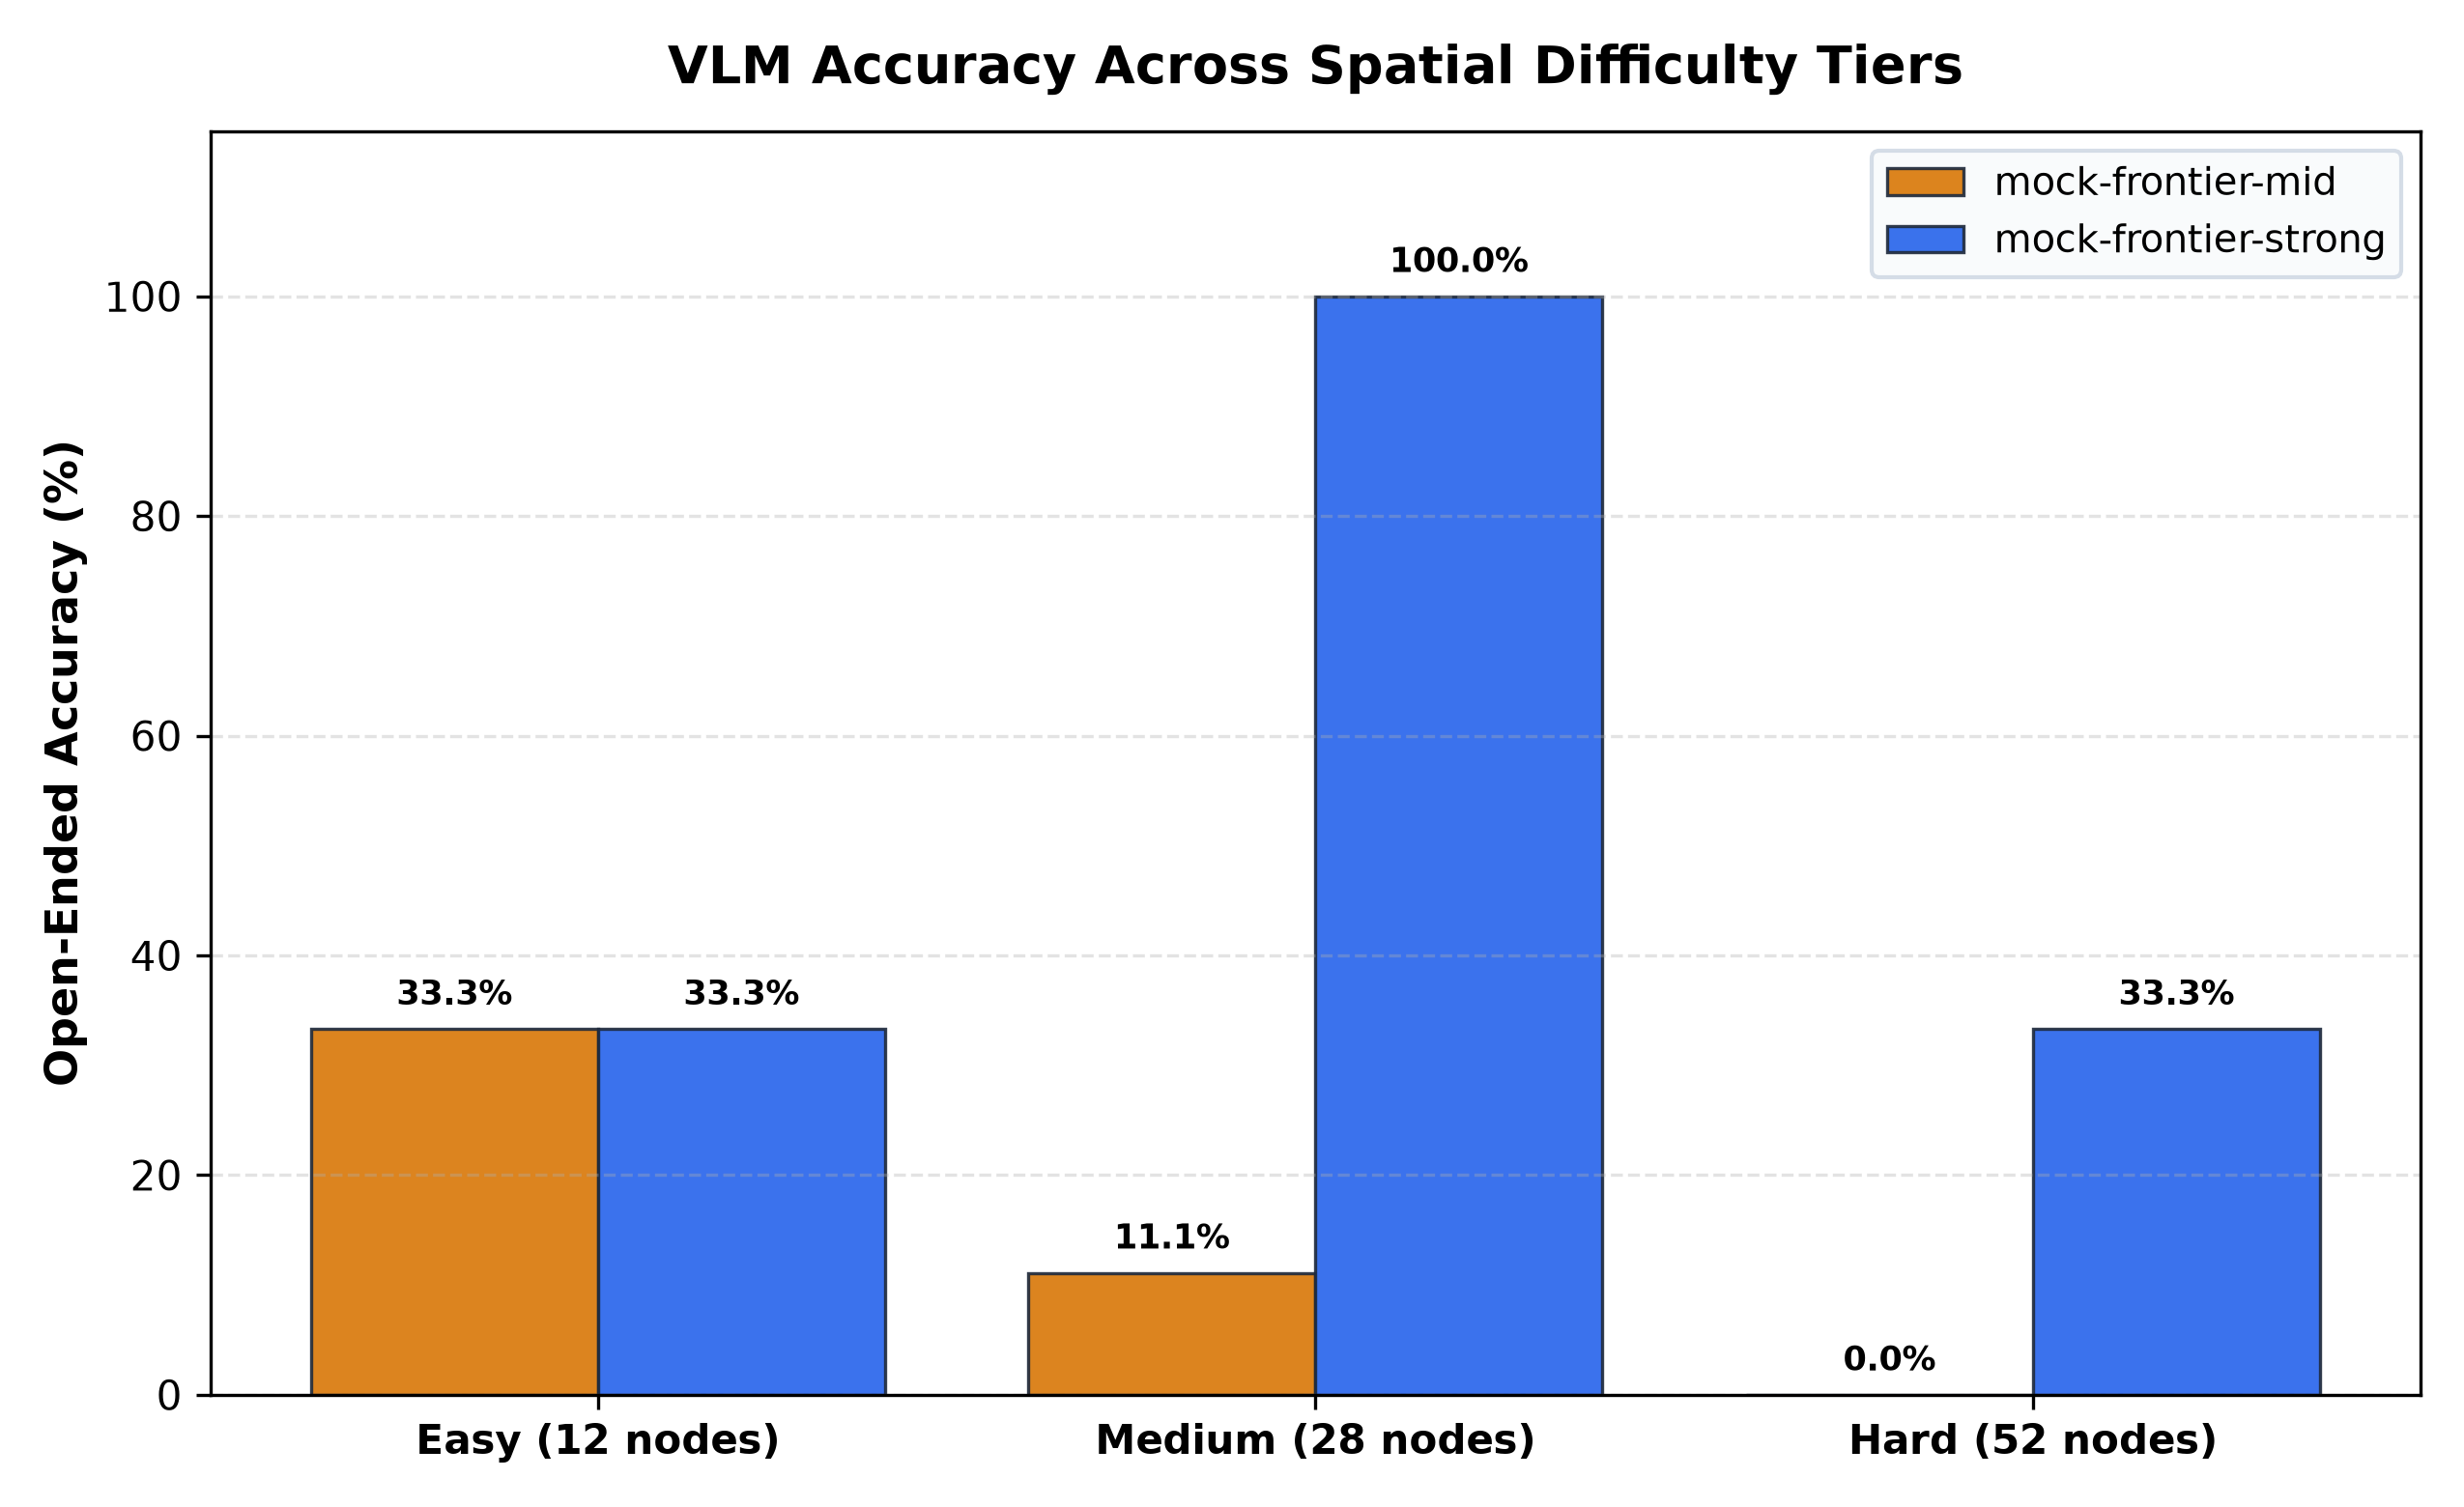 VLM Accuracy Across Spatial Difficulty Tiers
mock-frontier-mid
mock-frontier-strong
Open-Ended Accuracy (%)
100
80
60
40
20
0
33.3%
33.3%
11.1%
100.0%
0.0%
33.3%
Easy (12 nodes)
Medium (28 nodes)
Hard (52 nodes)